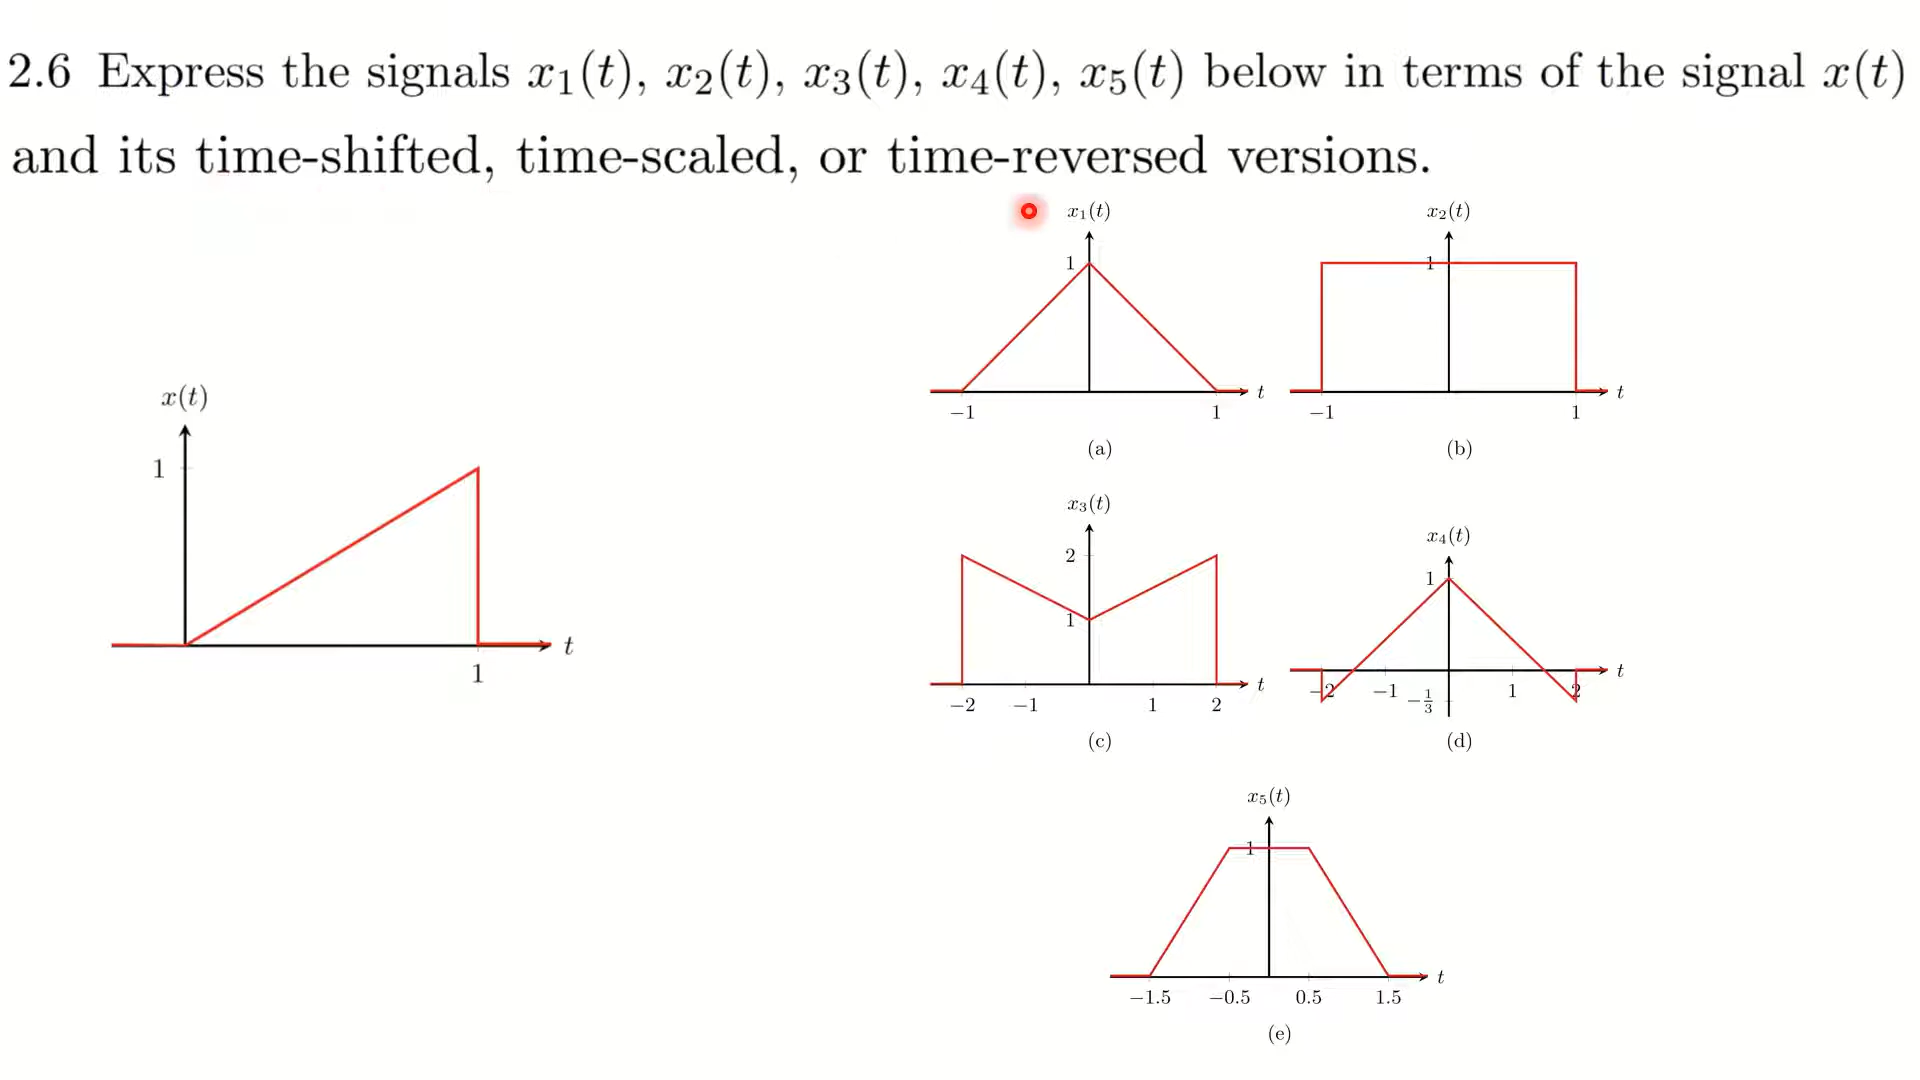 2.6 Express the signals x₁(t), x₂(t), x₃(t), x₄(t), x₅(t) below in terms of the signal x(t)
and its time-shifted, time-scaled, or time-reversed versions.
x(t)
1
t
1
x₁(t)
1
t
−1 1
(a)
x₂(t)
1
t
−1 1
(b)
x₃(t)
2
1
t
−2 −1 1 2
(c)
x₄(t)
1
t
−2 −1 1 2
−1/3
(d)
x₅(t)
1
t
−1.5 −0.5 0.5 1.5
(e)